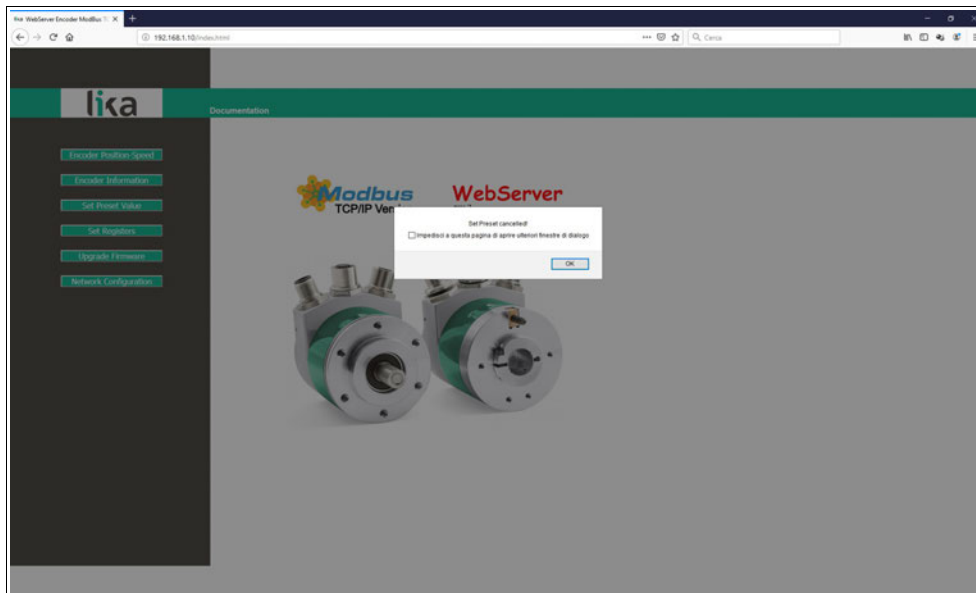 WebServer Encoder ModBus T
192.168.1.10/index.html
Cerca
lika
Documentation
Encoder Position-Speed
Encoder Information
Set Preset Value
Set Registers
Upgrade Firmware
Network Configuration
Modbus
TCP/IP Ver
WebServer
Set Preset cancelled!
Impedisci a questa pagina di aprire ulteriori finestre di dialogo
OK